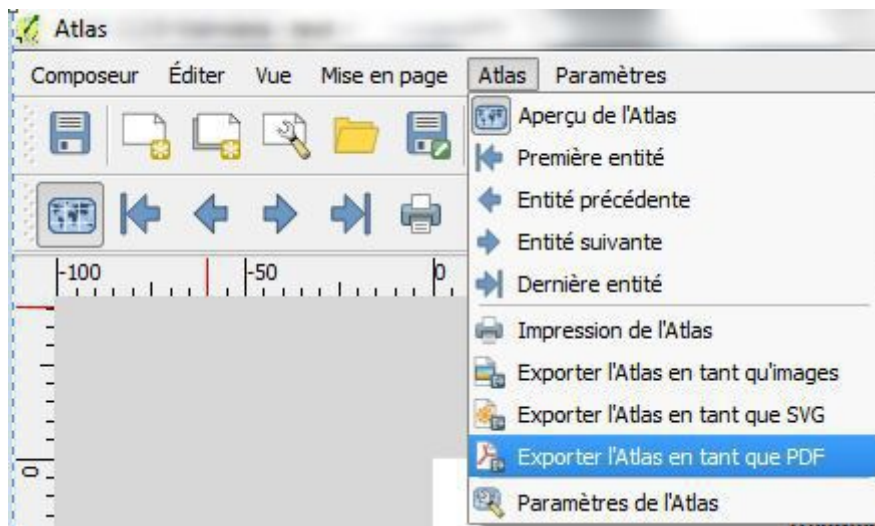 Atlas
Composeur Éditer Vue Mise en page Atlas Paramètres
Aperçu de l'Atlas
Première entité
Entité précédente
Entité suivante
Dernière entité
Impression de l'Atlas
Exporter l'Atlas en tant qu'images
Exporter l'Atlas en tant que SVG
Exporter l'Atlas en tant que PDF
Paramètres de l'Atlas
-100 -50 0
0